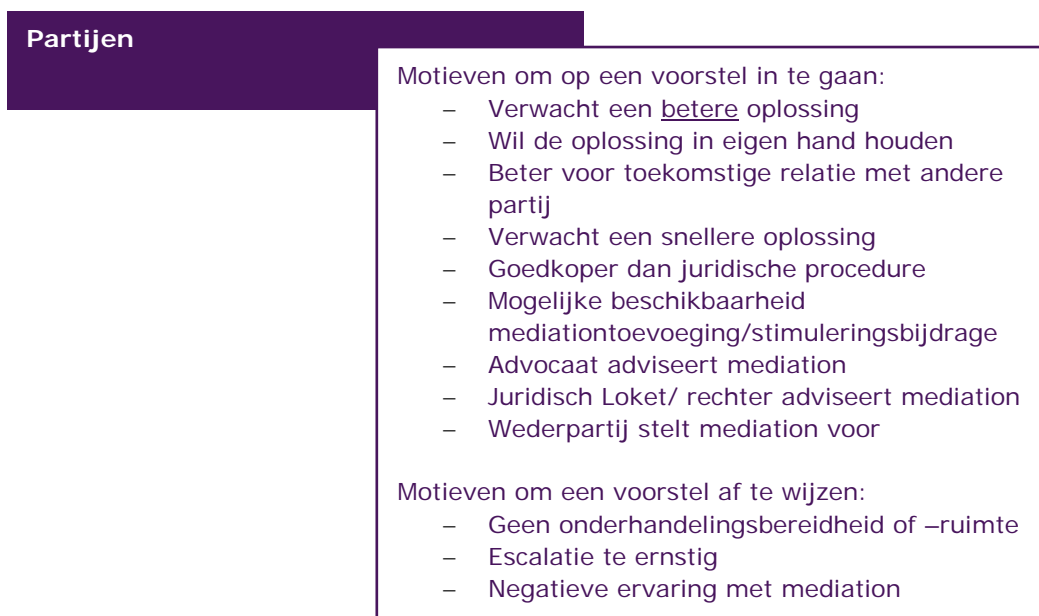 Partijen
Motieven om op een voorstel in te gaan:
– Verwacht een betere oplossing
– Wil de oplossing in eigen hand houden
– Beter voor toekomstige relatie met andere
partij
– Verwacht een snellere oplossing
– Goedkoper dan juridische procedure
– Mogelijke beschikbaarheid
mediationtoevoeging/stimuleringsbijdrage
– Advocaat adviseert mediation
– Juridisch Loket/ rechter adviseert mediation
– Wederpartij stelt mediation voor
Motieven om een voorstel af te wijzen:
– Geen onderhandelingsbereidheid of –ruimte
– Escalatie te ernstig
– Negatieve ervaring met mediation